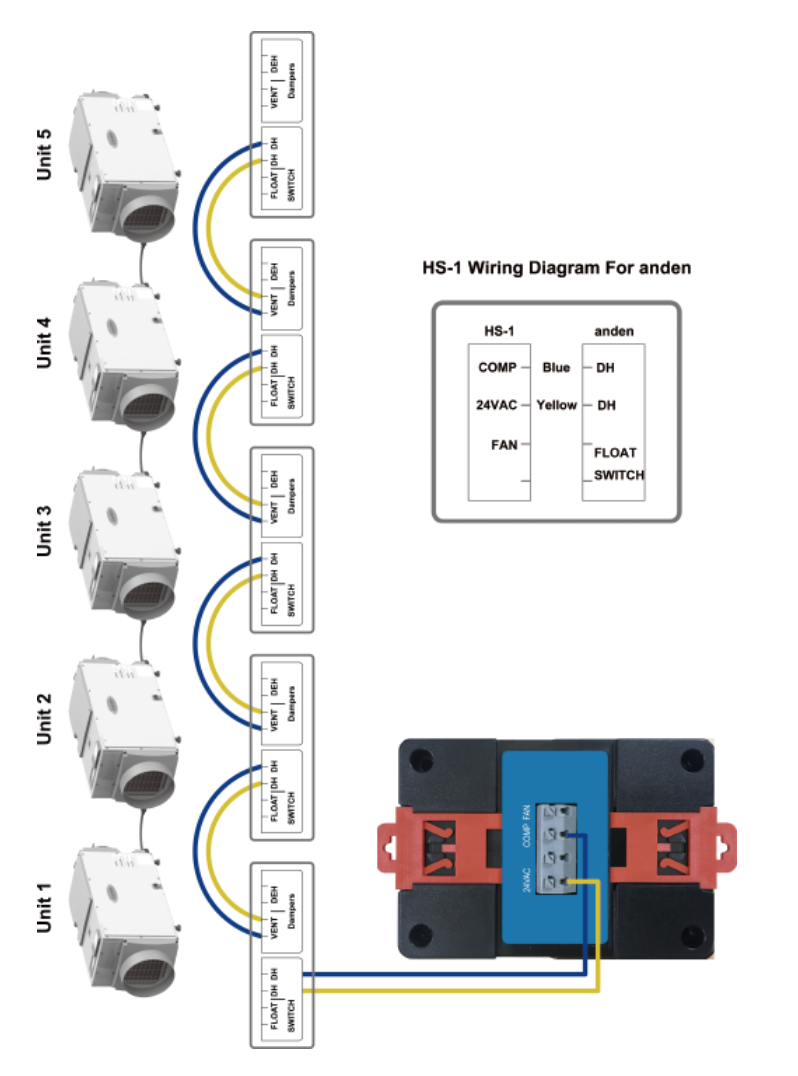 Unit 5
DEH
VENT
Dampers
DH
DH
FLOAT
SWITCH
Unit 4
DEH
VENT
Dampers
DH
DH
FLOAT
SWITCH
Unit 3
DEH
VENT
Dampers
DH
DH
FLOAT
SWITCH
Unit 2
DEH
VENT
Dampers
DH
DH
FLOAT
SWITCH
Unit 1
DEH
VENT
Dampers
DH
DH
FLOAT
SWITCH
HS-1 Wiring Diagram For anden
HS-1 anden
COMP Blue DH
24VAC Yellow DH
FAN FLOAT
SWITCH
COMP FAN
24VAC